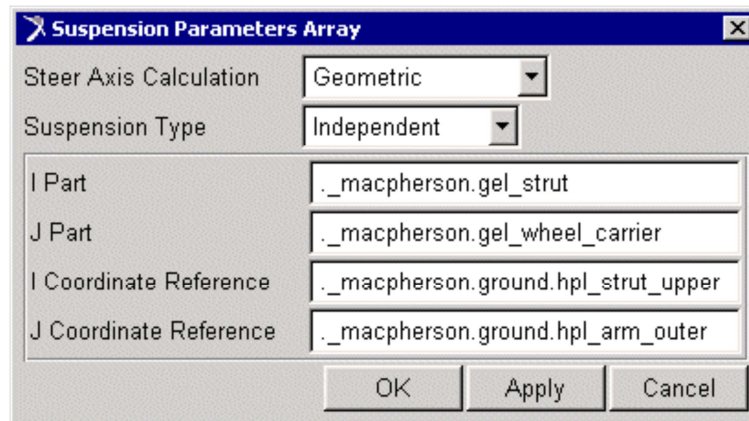 Suspension Parameters Array
Steer Axis Calculation Geometric
Suspension Type Independent
I Part ._macpherson.gel_strut
J Part ._macpherson.gel_wheel_carrier
I Coordinate Reference ._macpherson.ground.hpl_strut_upper
J Coordinate Reference ._macpherson.ground.hpl_arm_outer
OK Apply Cancel